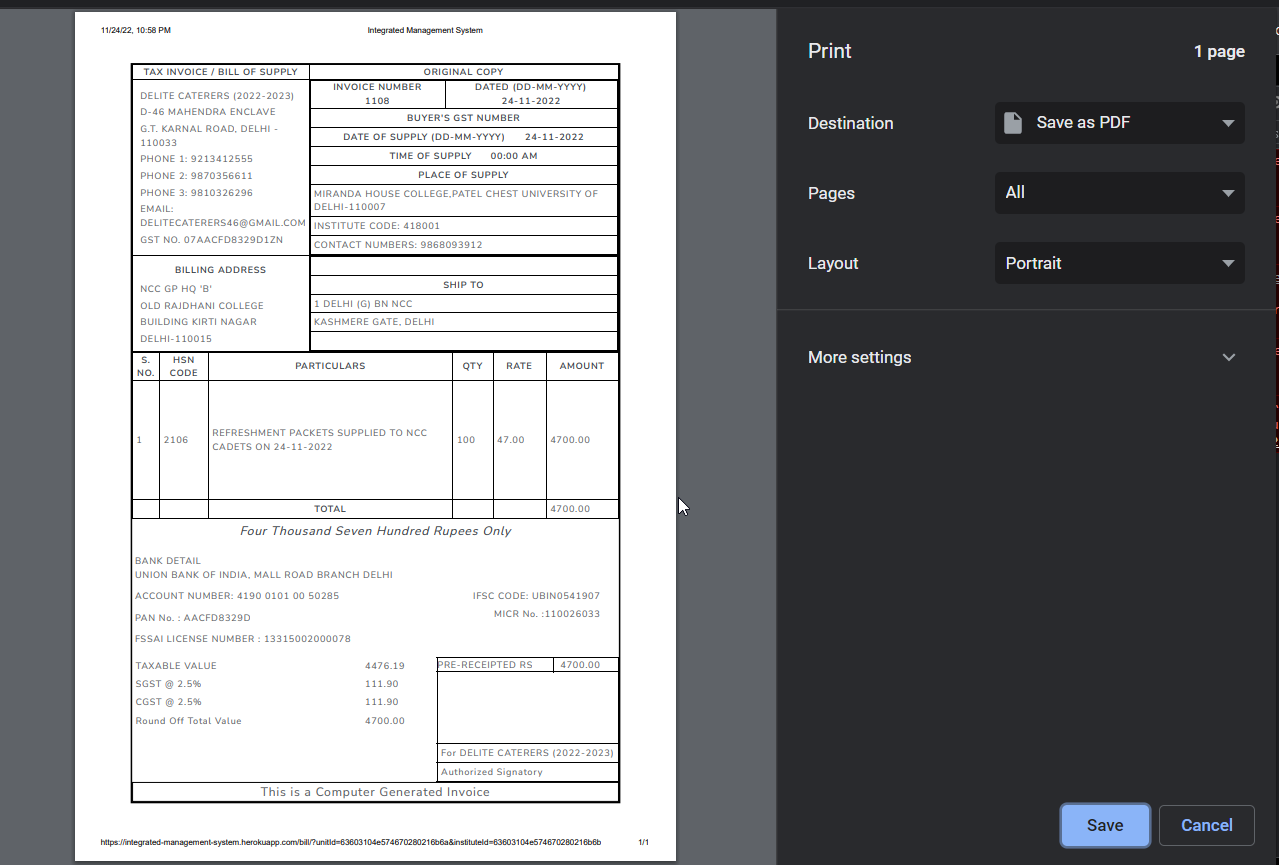 11/24/22, 10:58 PM
Integrated Management System
TAX INVOICE / BILL OF SUPPLY
ORIGINAL COPY
DELITE CATERERS (2022-2023)
D-46 MAHENDRA ENCLAVE
G.T. KARNAL ROAD, DELHI -
110033
PHONE 1: 9213412555
PHONE 2: 9870356611
PHONE 3: 9810326296
EMAIL:
DELITECATERERS46@GMAIL.COM
GST NO. 07AACFD8329D1ZN
INVOICE NUMBER
1108
DATED (DD-MM-YYYY)
24-11-2022
BUYER'S GST NUMBER
DATE OF SUPPLY (DD-MM-YYYY) 24-11-2022
TIME OF SUPPLY 00:00 AM
PLACE OF SUPPLY
MIRANDA HOUSE COLLEGE,PATEL CHEST UNIVERSITY OF
DELHI-110007
INSTITUTE CODE: 418001
CONTACT NUMBERS: 9868093912
BILLING ADDRESS
NCC GP HQ 'B'
OLD RAJDHANI COLLEGE
BUILDING KIRTI NAGAR
DELHI-110015
SHIP TO
1 DELHI (G) BN NCC
KASHMERE GATE, DELHI
S.
NO.
HSN
CODE
PARTICULARS
QTY
RATE
AMOUNT
1
2106
REFRESHMENT PACKETS SUPPLIED TO NCC
CADETS ON 24-11-2022
100
47.00
4700.00
TOTAL
4700.00
Four Thousand Seven Hundred Rupees Only
BANK DETAIL
UNION BANK OF INDIA, MALL ROAD BRANCH DELHI
ACCOUNT NUMBER: 4190 0101 00 50285
IFSC CODE: UBIN0541907
MICR No. :110026033
PAN No. : AACFD8329D
FSSAI LICENSE NUMBER : 13315002000078
TAXABLE VALUE 4476.19
SGST @ 2.5% 111.90
CGST @ 2.5% 111.90
Round Off Total Value 4700.00
PRE-RECEIPTED RS 4700.00
For DELITE CATERERS (2022-2023)
Authorized Signatory
This is a Computer Generated Invoice
https://integrated-management-system.herokuapp.com/bill/?unitId=63603104e574670280216b6a&instituteId=63603104e574670280216b6b
1/1
Print
1 page
Destination
Save as PDF
Pages
All
Layout
Portrait
More settings
Save
Cancel